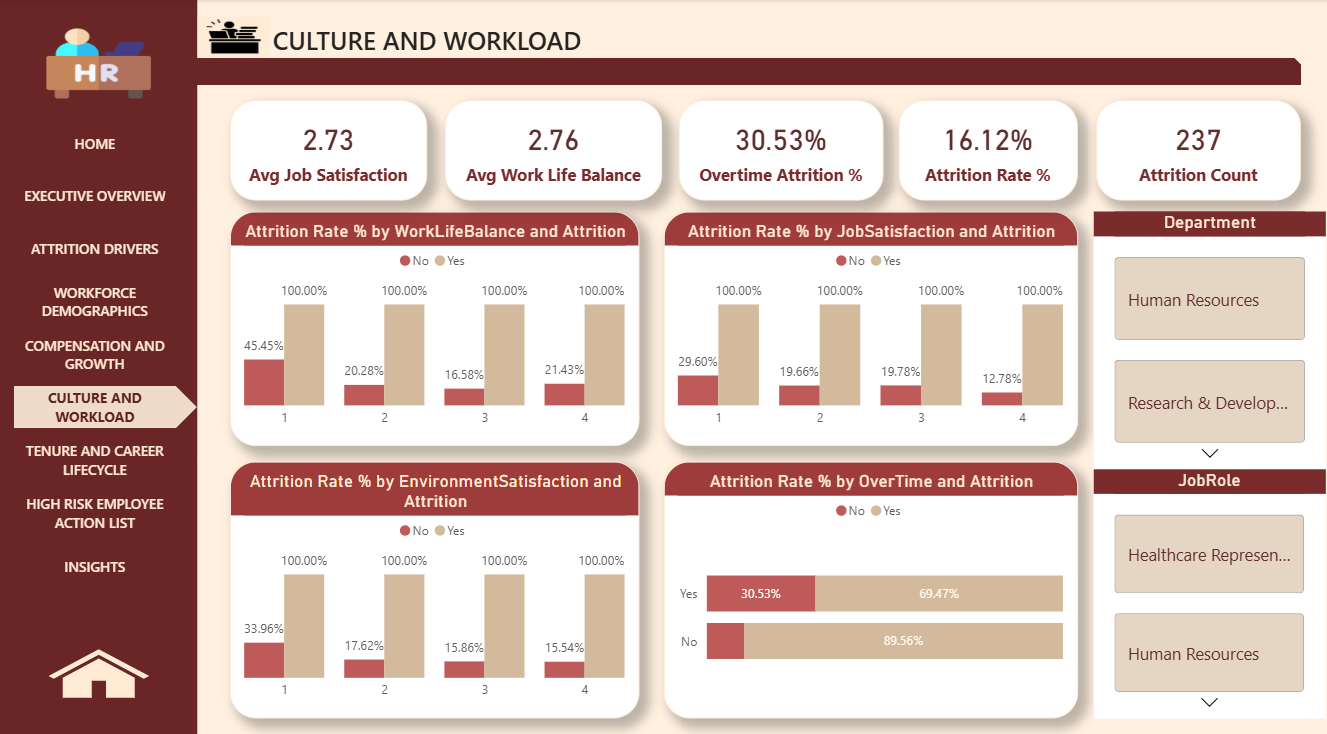 HR
HOME
EXECUTIVE OVERVIEW
ATTRITION DRIVERS
WORKFORCE
DEMOGRAPHICS
COMPENSATION AND
GROWTH
CULTURE AND
WORKLOAD
TENURE AND CAREER
LIFECYCLE
HIGH RISK EMPLOYEE
ACTION LIST
INSIGHTS
CULTURE AND WORKLOAD
2.73
Avg Job Satisfaction
2.76
Avg Work Life Balance
30.53%
Overtime Attrition %
16.12%
Attrition Rate %
237
Attrition Count
Attrition Rate % by WorkLifeBalance and Attrition
No Yes
100.00% 100.00% 100.00% 100.00%
45.45% 20.28% 16.58% 21.43%
1 2 3 4
Attrition Rate % by JobSatisfaction and Attrition
No Yes
100.00% 100.00% 100.00% 100.00%
29.60% 19.66% 19.78% 12.78%
1 2 3 4
Attrition Rate % by EnvironmentSatisfaction and
Attrition
No Yes
100.00% 100.00% 100.00% 100.00%
33.96% 17.62% 15.86% 15.54%
1 2 3 4
Attrition Rate % by OverTime and Attrition
No Yes
Yes 30.53% 69.47%
No 89.56%
Department
Human Resources
Research & Develop...
JobRole
Healthcare Represen...
Human Resources